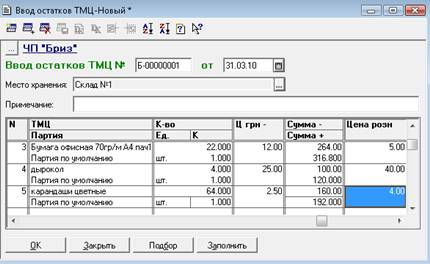 Ввод остатков ТМЦ-Новый *
... ЧП "Бриз"
Ввод остатков ТМЦ № Б-00000001 от 31.03.10
Место хранения: Склад №1 ...
Примечание:
N ТМЦ К-во Ц грн - Сумма - Цена розн
Партия Ед. К Сумма +
3 Бумага офисная 70гр/м А4 пач1 22.000 12.00 264.00 5.00
Партия по умолчанию шт. 1.000 316.800
4 дырокол 4.000 25.00 100.00 40.00
Партия по умолчанию шт. 1.000 120.000
5 карандаши цветные 64.000 2.50 160.00 4.00
Партия по умолчанию шт. 1.000 192.000
OK Закрыть Подбор Заполнить